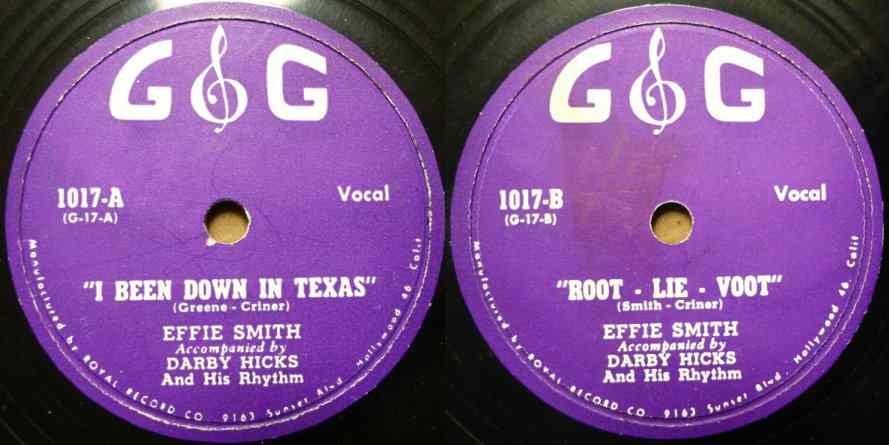 G G
1017-A
(G-17-A)
Vocal
"I BEEN DOWN IN TEXAS"
(Greene - Criner)
EFFIE SMITH
Accompanied by
DARBY HICKS
And His Rhythm
Manufactured by ROYAL RECORD CO. 9163 Sunset Blvd. Hollywood 46 Calif.
G G
1017-B
(G-17-B)
Vocal
"ROOT - LIE - VOOT"
(Smith - Criner)
EFFIE SMITH
Accompanied by
DARBY HICKS
And His Rhythm
Manufactured by ROYAL RECORD CO. 9163 Sunset Blvd. Hollywood 46 Calif